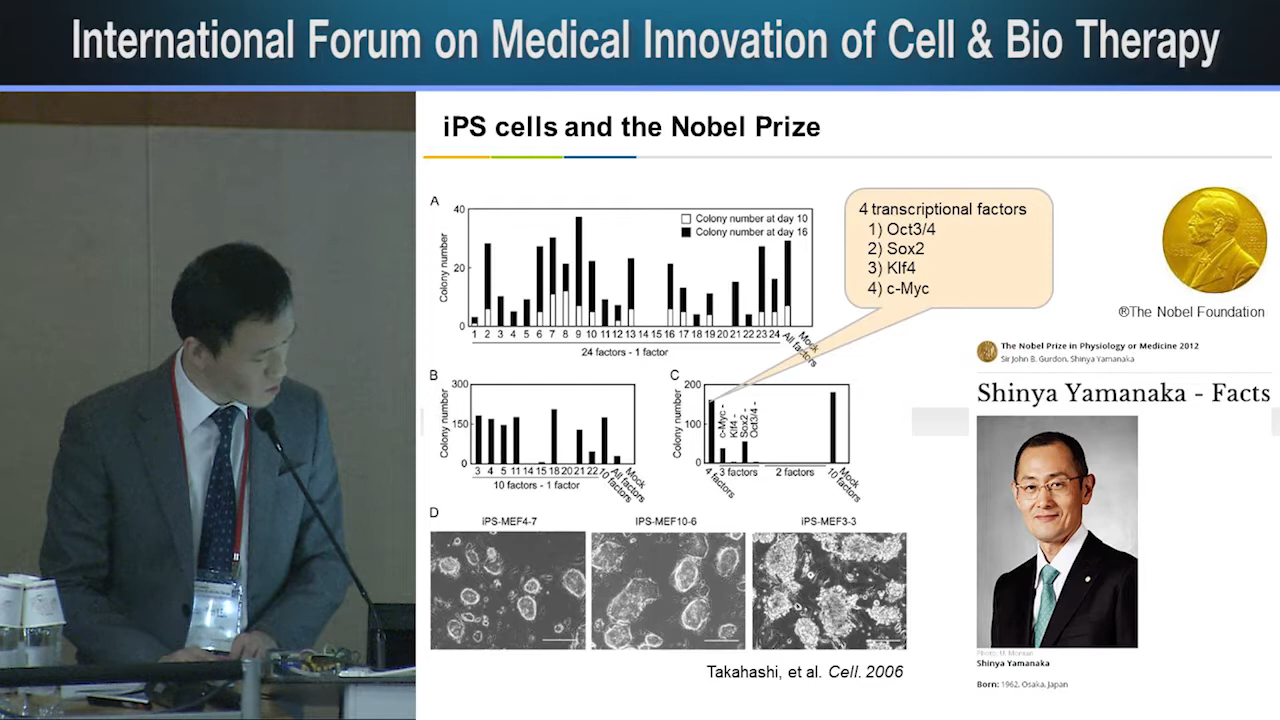 International Forum on Medical Innovation of Cell & Bio Therapy
iPS cells and the Nobel Prize
A
40
20
0
Colony number
Colony number at day 10
Colony number at day 16
1 2 3 4 5 6 7 8 9 10 11 12 13 14 15 16 17 18 19 20 21 22 23 24 All factors Mock
24 factors - 1 factor
4 transcriptional factors
1) Oct3/4
2) Sox2
3) Klf4
4) c-Myc
®The Nobel Foundation
The Nobel Prize in Physiology or Medicine 2012
Sir John B. Gurdon, Shinya Yamanaka
Shinya Yamanaka - Facts
B
300
150
0
Colony number
3 4 5 11 14 15 18 20 21 22 10 factors All factors Mock
10 factors - 1 factor
C
200
100
0
Colony number
c-Myc -
Klf4 -
Sox2 -
Oct3/4 -
4 factors
3 factors
2 factors
10 factors
Mock
D
iPS-MEF4-7
iPS-MEF10-6
iPS-MEF3-3
Takahashi, et al. Cell. 2006
Shinya Yamanaka
Born: 1962, Osaka, Japan